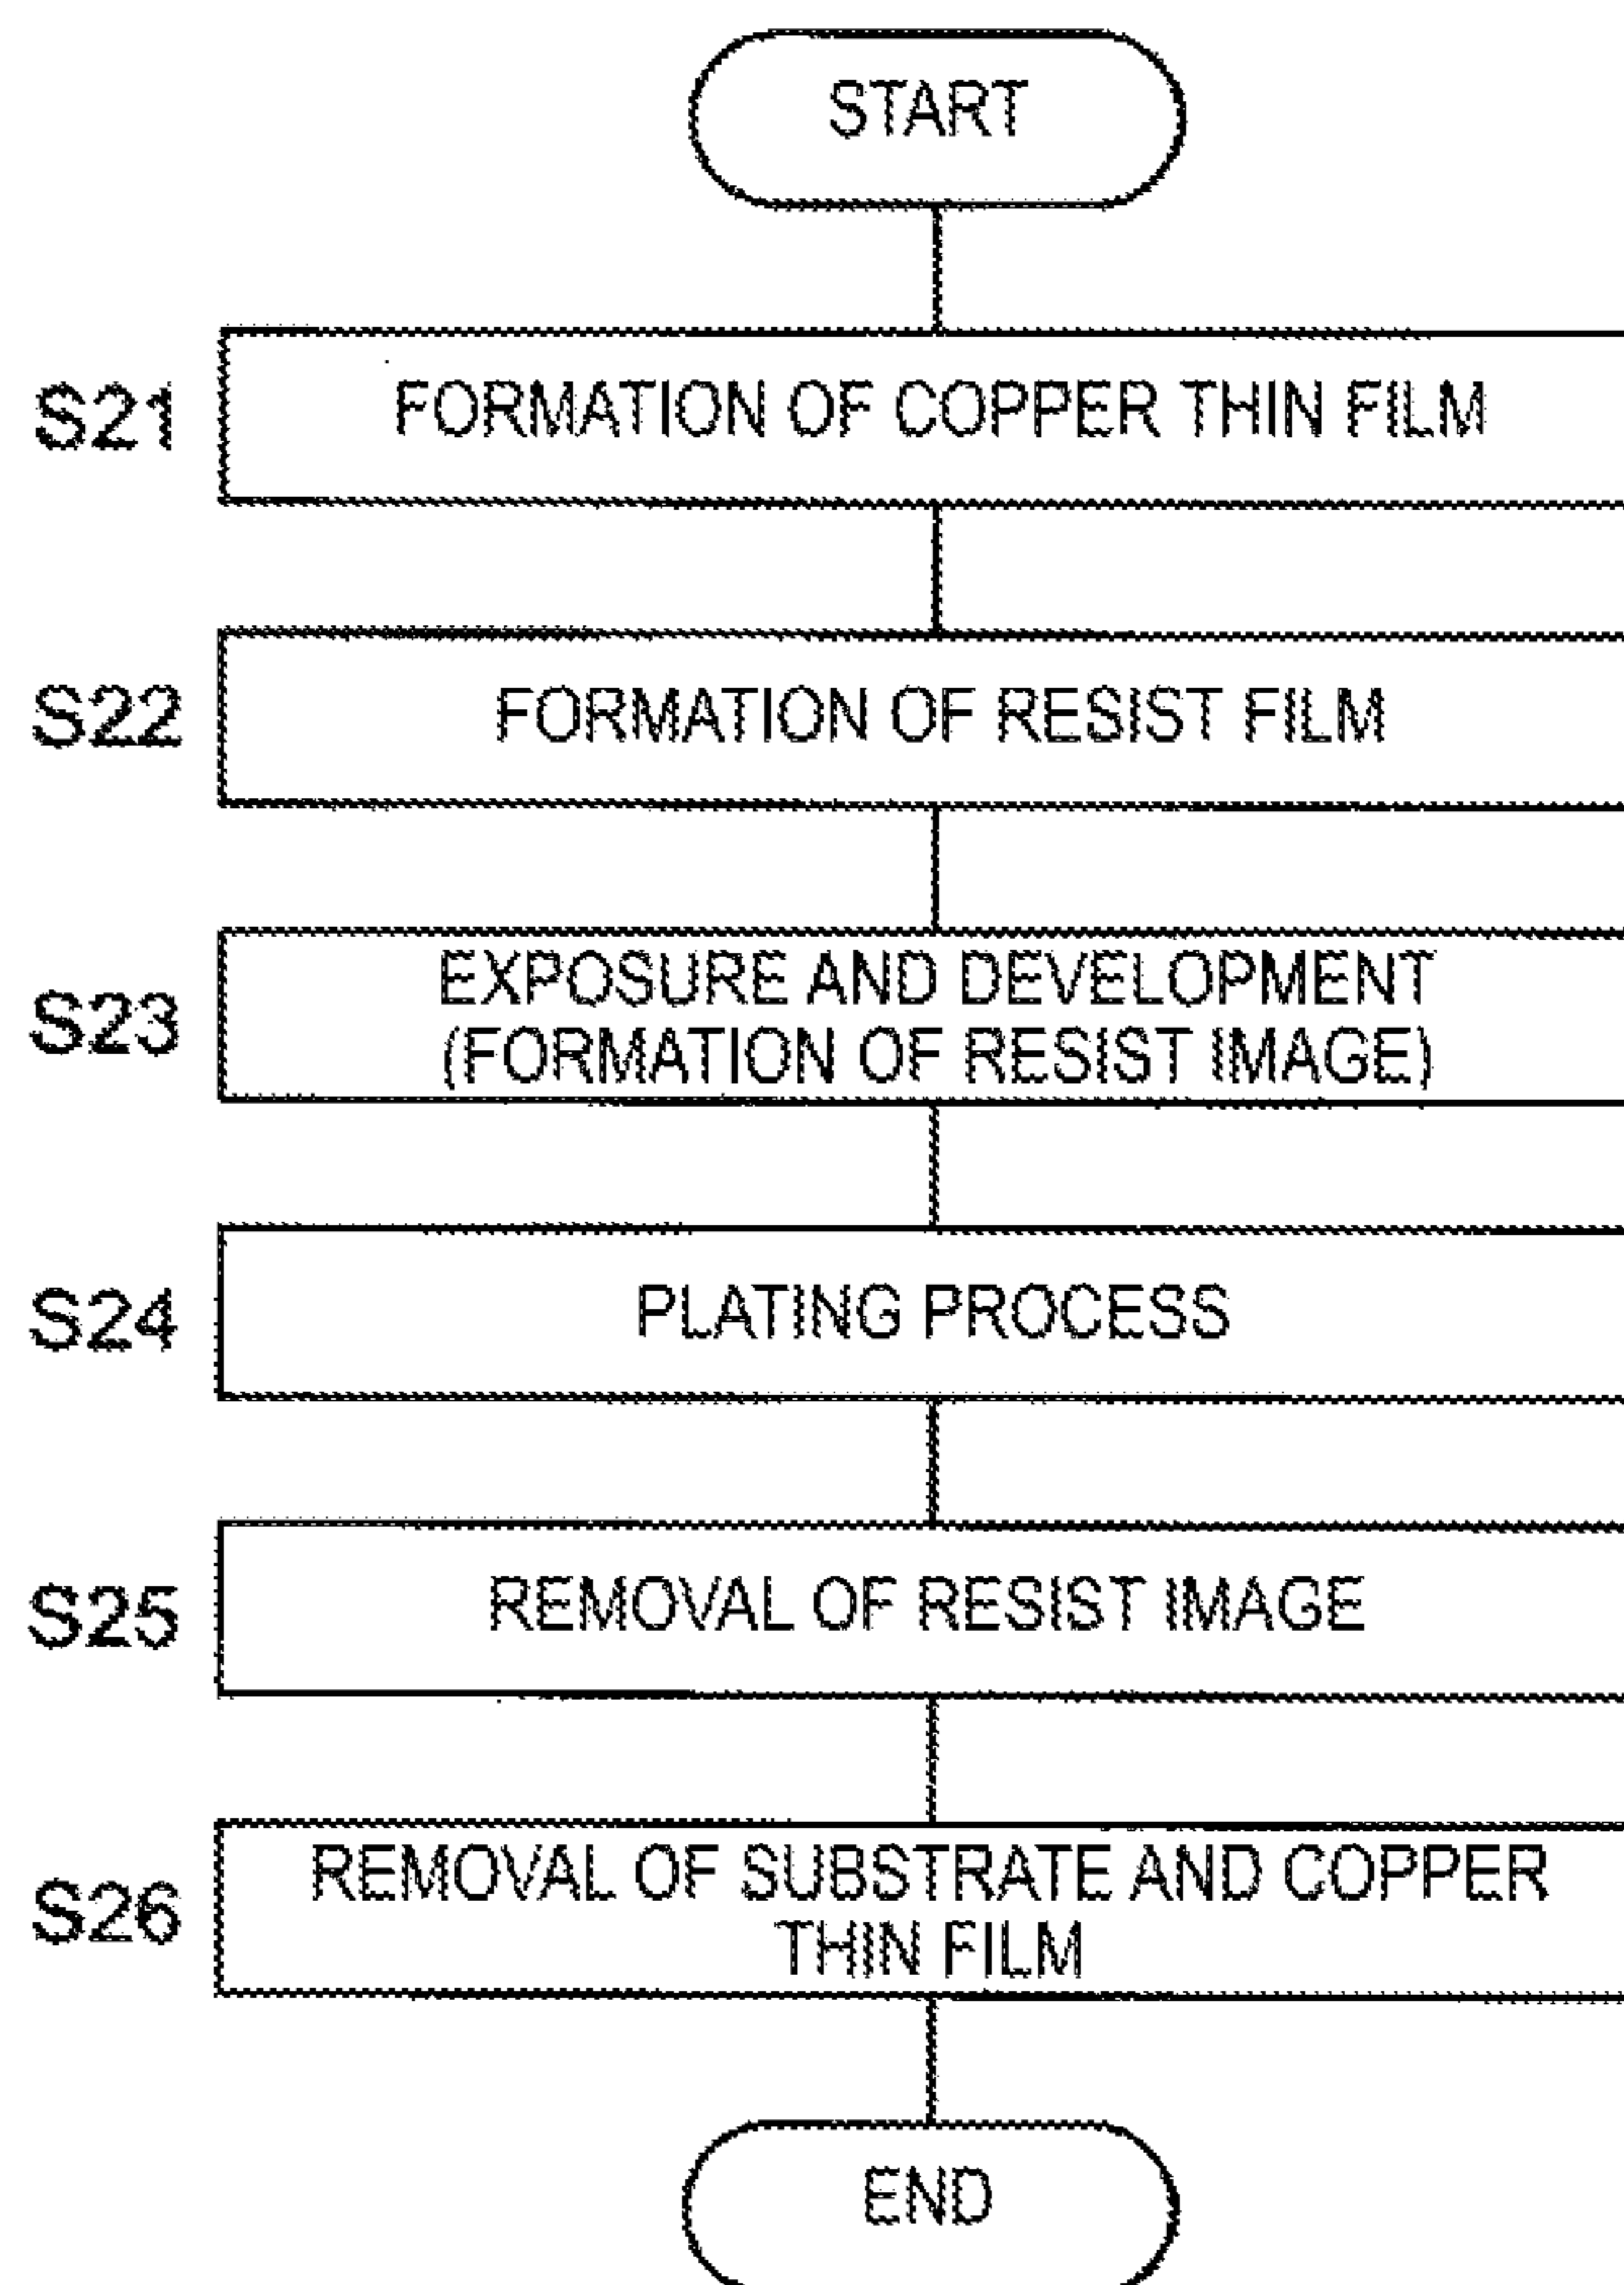 START
S21 FORMATION OF COPPER THIN FILM
S22 FORMATION OF RESIST FILM
S23 EXPOSURE AND DEVELOPMENT
(FORMATION OF RESIST IMAGE)
S24 PLATING PROCESS
S25 REMOVAL OF RESIST IMAGE
S26 REMOVAL OF SUBSTRATE AND COPPER
THIN FILM
END